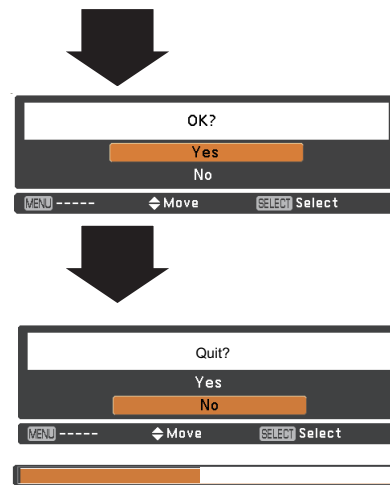 OK?
Yes
No
MENU ----- Move SELECT Select
Quit?
Yes
No
MENU ----- Move SELECT Select